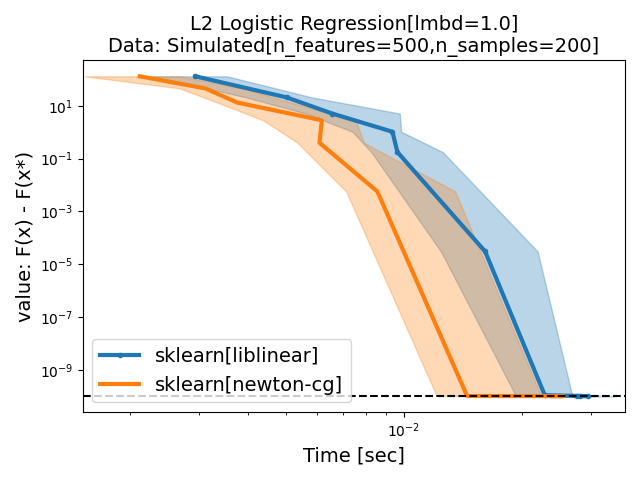 L2 Logistic Regression[lmbd=1.0]
Data: Simulated[n_features=500,n_samples=200]
value: F(x) - F(x*)
10¹
10⁻¹
10⁻³
10⁻⁵
10⁻⁷
10⁻⁹
sklearn[liblinear]
sklearn[newton-cg]
10⁻²
Time [sec]